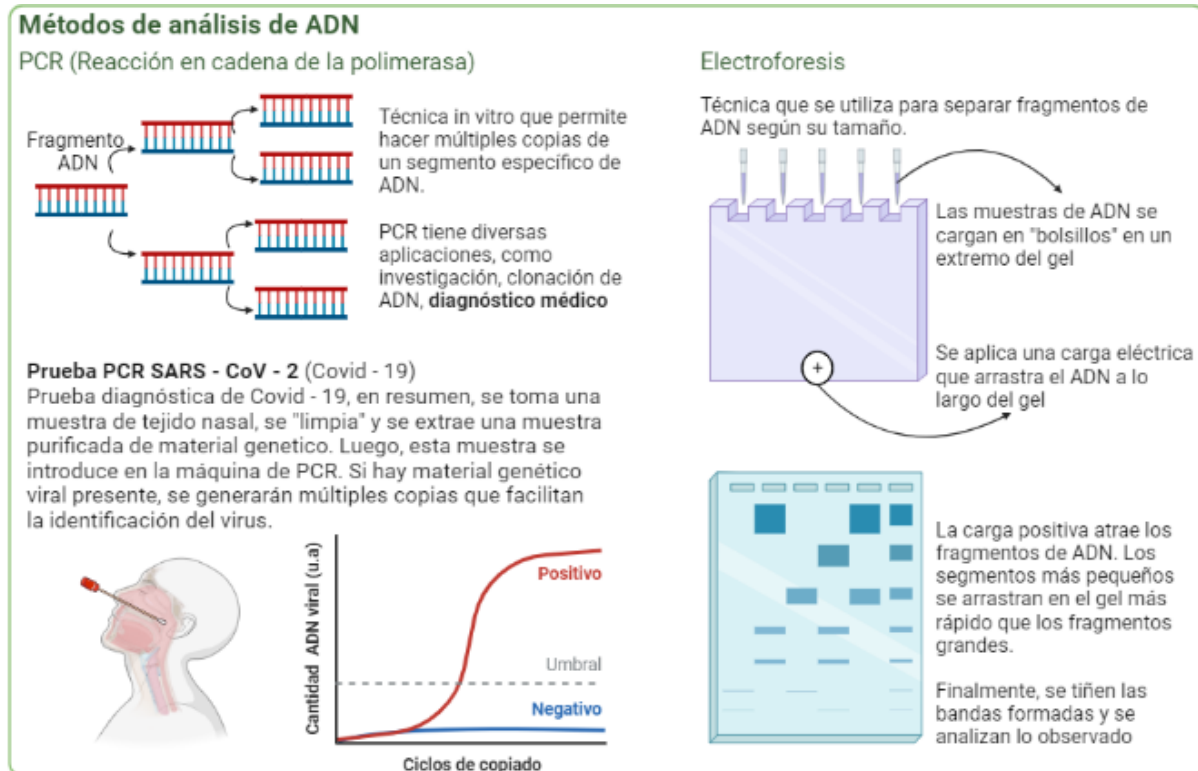 Métodos de análisis de ADN
PCR (Reacción en cadena de la polimerasa)
Fragmento
ADN
Técnica in vitro que permite
hacer múltiples copias de
un segmento específico de
ADN.
PCR tiene diversas
aplicaciones, como
investigación, clonación de
ADN, diagnóstico médico
Prueba PCR SARS - CoV - 2 (Covid - 19)
Prueba diagnóstica de Covid - 19, en resumen, se toma una
muestra de tejido nasal, se "limpia" y se extrae una muestra
purificada de material genetico. Luego, esta muestra se
introduce en la máquina de PCR. Si hay material genético
viral presente, se generarán múltiples copias que facilitan
la identificación del virus.
Cantidad ADN viral (u.a)
Positivo
Umbral
Negativo
Ciclos de copiado
Electroforesis
Técnica que se utiliza para separar fragmentos de
ADN según su tamaño.
Las muestras de ADN se
cargan en "bolsillos" en un
extremo del gel
+
Se aplica una carga eléctrica
que arrastra el ADN a lo
largo del gel
La carga positiva atrae los
fragmentos de ADN. Los
segmentos más pequeños
se arrastran en el gel más
rápido que los fragmentos
grandes.
Finalmente, se tiñen las
bandas formadas y se
analizan lo observado